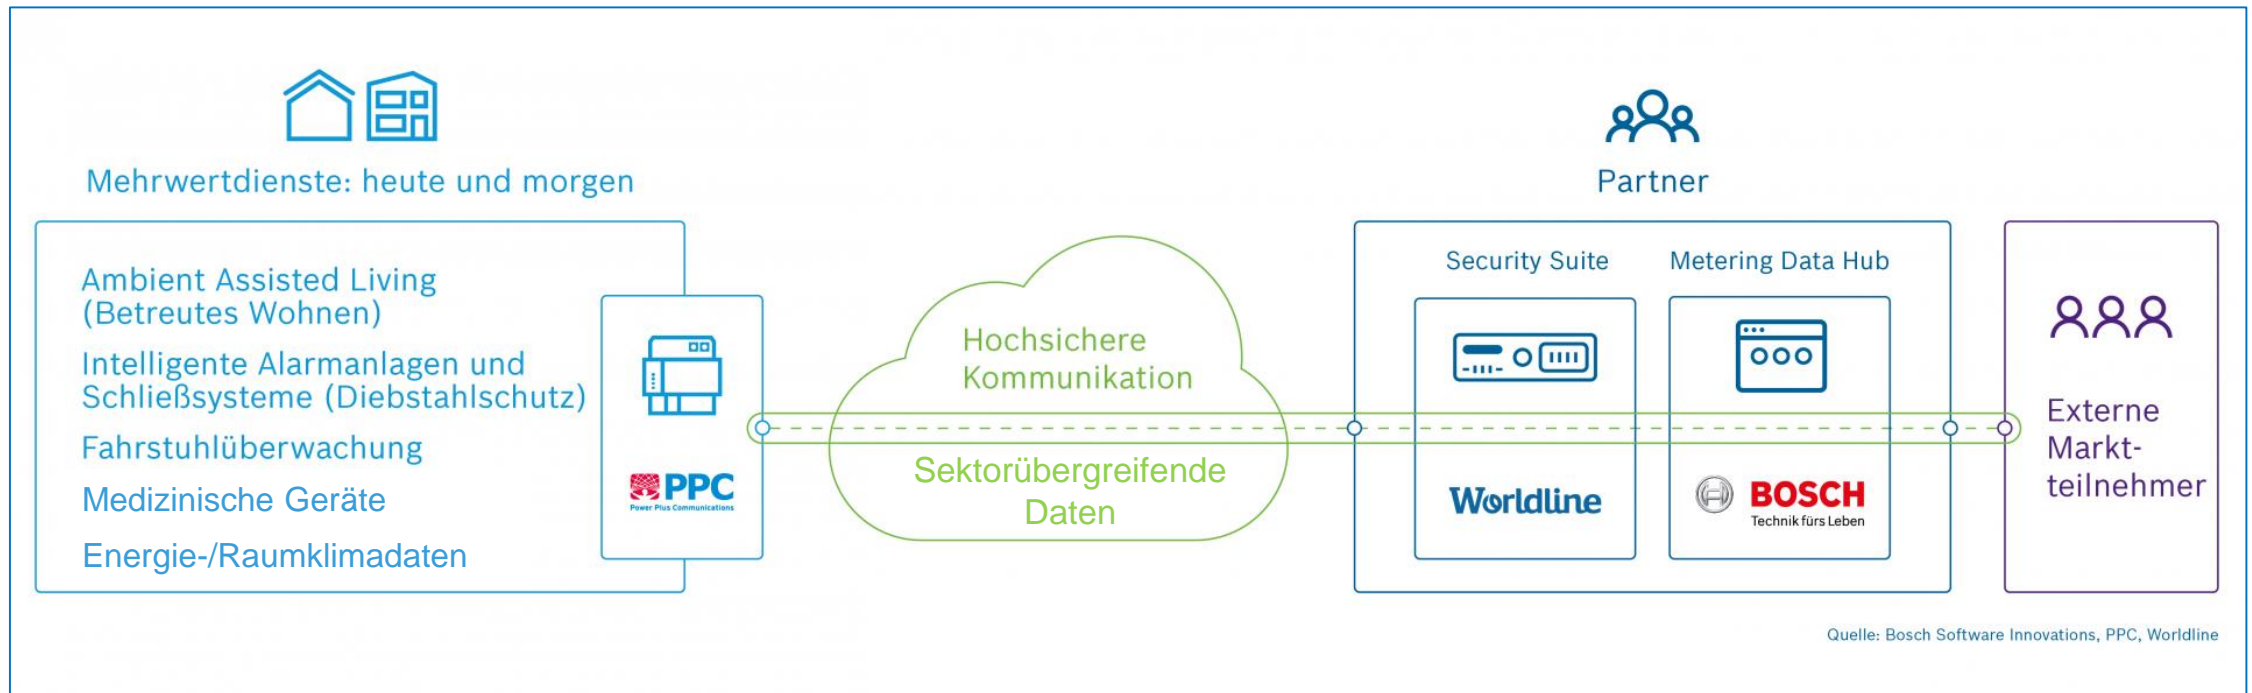 Mehrwertdienste: heute und morgen
Ambient Assisted Living
(Betreutes Wohnen)
Intelligente Alarmanlagen und
Schließsysteme (Diebstahlschutz)
Fahrstuhlüberwachung
Medizinische Geräte
Energie-/Raumklimadaten
PPC
Power Plus Communications
Hochsichere
Kommunikation
Sektorübergreifende
Daten
Partner
Security Suite
Worldline
Metering Data Hub
BOSCH
Technik fürs Leben
Externe
Markt-
teilnehmer
Quelle: Bosch Software Innovations, PPC, Worldline